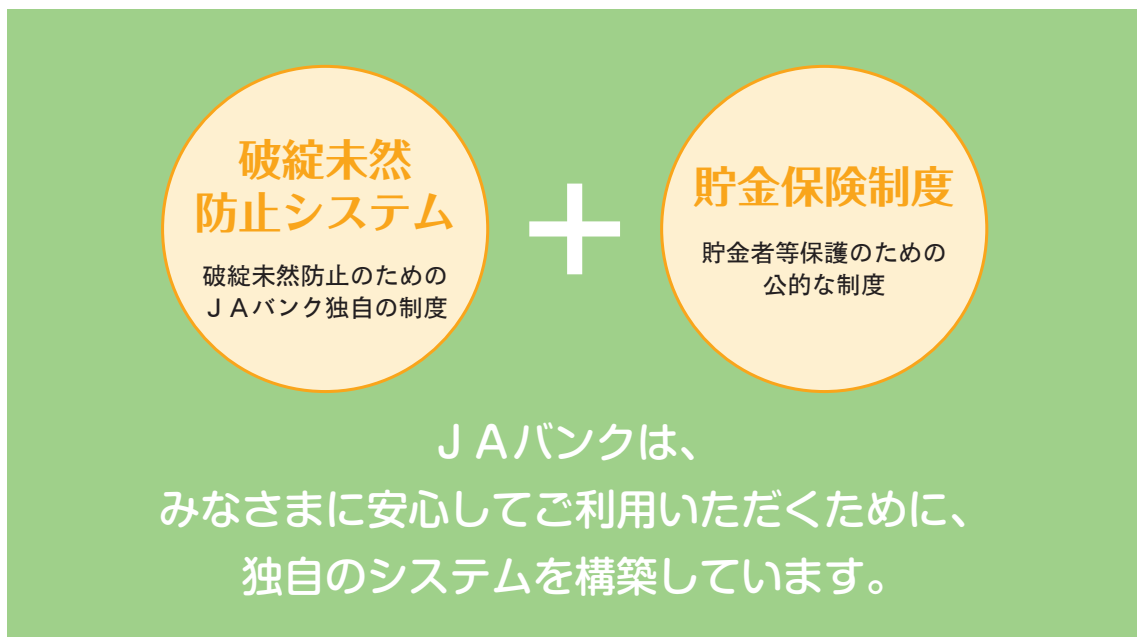 破綻未然
防止システム
破綻未然防止のための
ＪＡバンク独自の制度
＋
貯金保険制度
貯金者等保護のための
公的な制度
ＪＡバンクは、
みなさまに安心してご利用いただくために、
独自のシステムを構築しています。